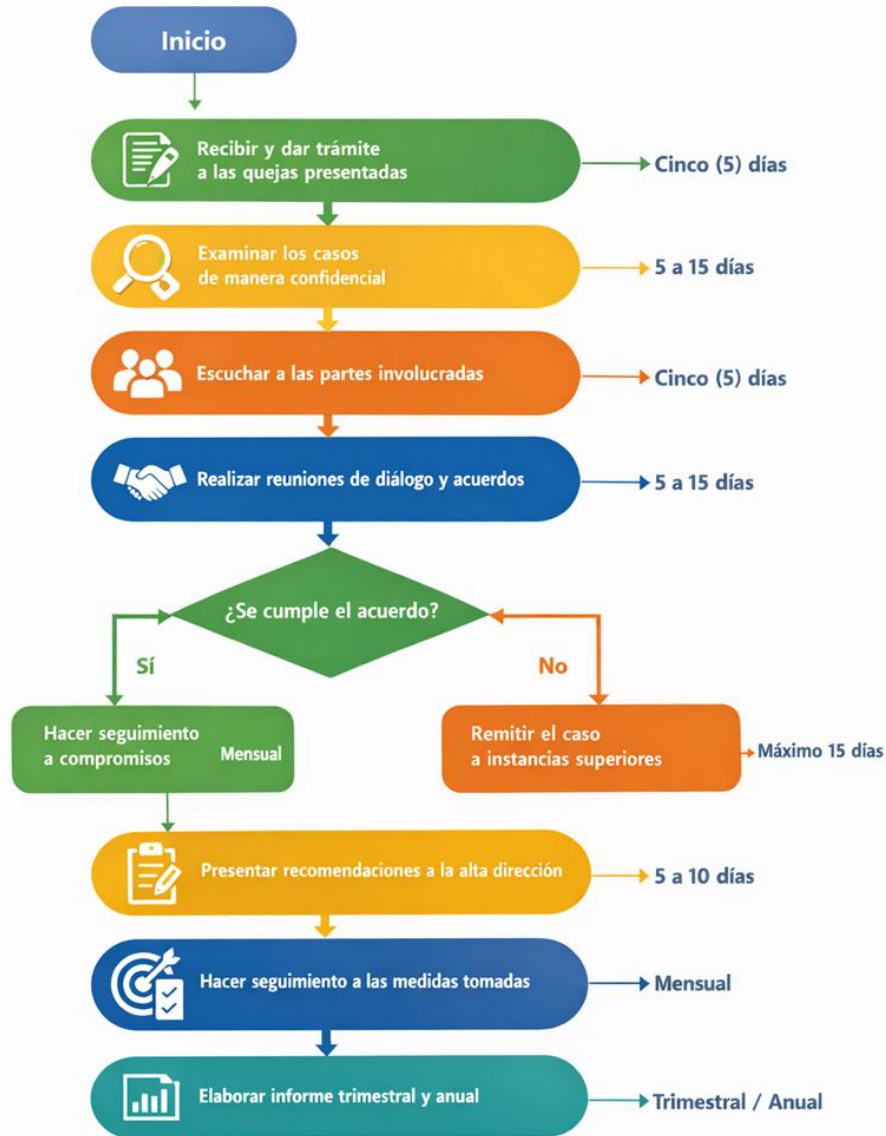 Inicio
Recibir y dar trámite
a las quejas presentadas
Cinco (5) días
Examinar los casos
de manera confidencial
5 a 15 días
Escuchar a las partes involucradas
Cinco (5) días
Realizar reuniones de diálogo y acuerdos
5 a 15 días
¿Se cumple el acuerdo?
Sí
No
Hacer seguimiento
a compromisos
Mensual
Remitir el caso
a instancias superiores
Máximo 15 días
Presentar recomendaciones a la alta dirección
5 a 10 días
Hacer seguimiento a las medidas tomadas
Mensual
Elaborar informe trimestral y anual
Trimestral / Anual